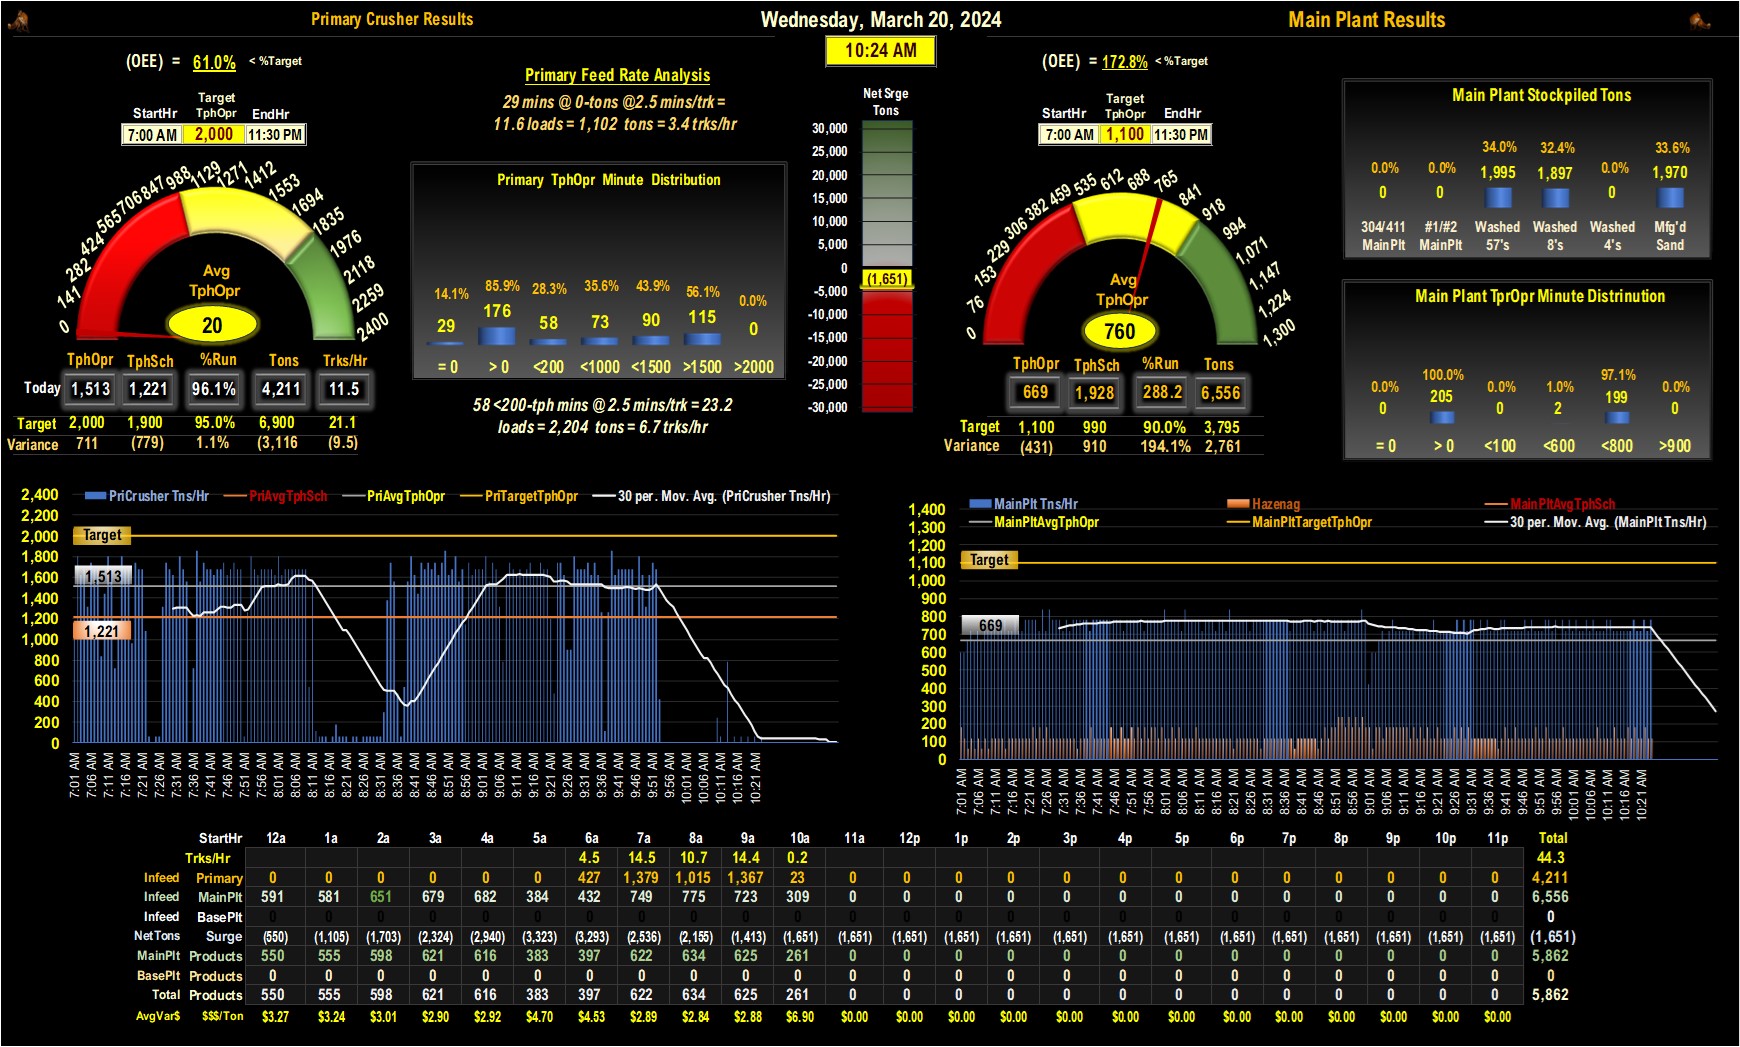 Primary Crusher Results
Wednesday, March 20, 2024
Main Plant Results
10:24 AM
(OEE) = 61.0% < %Target
StartHr Target TphOpr EndHr
7:00 AM 2,000 11:30 PM
0 141 282 424 565 706 847 988 1129 1271 1412 1553 1694 1835 1976 2118 2259 2400
Avg
TphOpr
20
TphOpr TphSch %Run Tons Trks/Hr
Today 1,513 1,221 96.1% 4,211 11.5
Target 2,000 1,900 95.0% 6,900 21.1
Variance 711 (779) 1.1% (3,116 (9.5)
Primary Feed Rate Analysis
29 mins @ 0-tons @2.5 mins/trk =
11.6 loads = 1,102 tons = 3.4 trks/hr
Primary TphOpr Minute Distribution
14.1% 85.9% 28.3% 35.6% 43.9% 56.1% 0.0%
29 176 58 73 90 115 0
= 0 > 0 <200 <1000 <1500 >1500 >2000
58 <200-tph mins @ 2.5 mins/trk = 23.2
loads = 2,204 tons = 6.7 trks/hr
Net Srge
Tons
30,000
25,000
20,000
15,000
10,000
5,000
0
(1,651)
-5,000
-10,000
-15,000
-20,000
-25,000
-30,000
(OEE) = 172.8% < %Target
StartHr Target TphOpr EndHr
7:00 AM 1,100 11:30 PM
0 76 153 229 306 382 459 535 612 688 765 841 918 994 1,071 1,147 1,224 1,300
Avg
TphOpr
760
TphOpr TphSch %Run Tons
669 1,928 288.2 6,556
Target 1,100 990 90.0% 3,795
Variance (431) 910 194.1% 2,761
Main Plant Stockpiled Tons
0.0% 0.0% 34.0% 32.4% 0.0% 33.6%
0 0 1,995 1,897 0 1,970
304/411 #1/#2 Washed Washed Washed Mfg'd
MainPlt MainPlt 57's 8's 4's Sand
Main Plant TprOpr Minute Distrinution
0.0% 100.0% 0.0% 1.0% 97.1% 0.0%
0 205 0 2 199 0
= 0 > 0 <100 <600 <800 >900
PriCrusher Tns/Hr PriAvgTphSch PriAvgTphOpr PriTargetTphOpr 30 per. Mov. Avg. (PriCrusher Tns/Hr)
2,400
2,200
2,000
1,800
1,600
1,400
1,200
1,000
800
600
400
200
0
Target
1,513
1,221
7:01 AM 7:06 AM 7:11 AM 7:16 AM 7:21 AM 7:26 AM 7:31 AM 7:36 AM 7:41 AM 7:46 AM 7:51 AM 7:56 AM 8:01 AM 8:06 AM 8:11 AM 8:16 AM 8:21 AM 8:26 AM 8:31 AM 8:36 AM 8:41 AM 8:46 AM 8:51 AM 8:56 AM 9:01 AM 9:06 AM 9:11 AM 9:16 AM 9:21 AM 9:26 AM 9:31 AM 9:36 AM 9:41 AM 9:46 AM 9:51 AM 9:56 AM 10:01 AM 10:06 AM 10:11 AM 10:16 AM 10:21 AM
MainPlt Tns/Hr Hazenag MainPltAvgTphSch
MainPltAvgTphOpr MainPltTargetTphOpr 30 per. Mov. Avg. (MainPlt Tns/Hr)
1,400
1,300
1,200
1,100
1,000
900
800
700
600
500
400
300
200
100
0
Target
669
7:01 AM 7:06 AM 7:11 AM 7:16 AM 7:21 AM 7:26 AM 7:31 AM 7:36 AM 7:41 AM 7:46 AM 7:51 AM 7:56 AM 8:01 AM 8:06 AM 8:11 AM 8:16 AM 8:21 AM 8:26 AM 8:31 AM 8:36 AM 8:41 AM 8:46 AM 8:51 AM 8:56 AM 9:01 AM 9:06 AM 9:11 AM 9:16 AM 9:21 AM 9:26 AM 9:31 AM 9:36 AM 9:41 AM 9:46 AM 9:51 AM 9:56 AM 10:01 AM 10:06 AM 10:11 AM 10:16 AM 10:21 AM
StartHr 12a 1a 2a 3a 4a 5a 6a 7a 8a 9a 10a 11a 12p 1p 2p 3p 4p 5p 6p 7p 8p 9p 10p 11p Total
Trks/Hr 4.5 14.5 10.7 14.4 0.2 44.3
Infeed Primary 0 0 0 0 0 0 427 1,379 1,015 1,367 23 0 0 0 0 0 0 0 0 0 0 0 0 0 4,211
Infeed MainPlt 591 581 651 679 682 384 432 749 775 723 309 0 0 0 0 0 0 0 0 0 0 0 0 0 6,556
Infeed BasePlt 0 0 0 0 0 0 0 0 0 0 0 0 0 0 0 0 0 0 0 0 0 0 0 0 0
NetTons Surge (550) (1,105) (1,703) (2,324) (2,940) (3,323) (3,293) (2,536) (2,155) (1,413) (1,651) (1,651) (1,651) (1,651) (1,651) (1,651) (1,651) (1,651) (1,651) (1,651) (1,651) (1,651) (1,651) (1,651) (1,651)
MainPlt Products 550 555 598 621 616 383 397 622 634 625 261 0 0 0 0 0 0 0 0 0 0 0 0 0 5,862
BasePlt Products 0 0 0 0 0 0 0 0 0 0 0 0 0 0 0 0 0 0 0 0 0 0 0 0 0
Total Products 550 555 598 621 616 383 397 622 634 625 261 0 0 0 0 0 0 0 0 0 0 0 0 0 5,862
AvgVar$ $$$/Ton $3.27 $3.24 $3.01 $2.90 $2.92 $4.70 $4.53 $2.89 $2.84 $2.88 $6.90 $0.00 $0.00 $0.00 $0.00 $0.00 $0.00 $0.00 $0.00 $0.00 $0.00 $0.00 $0.00 $0.00